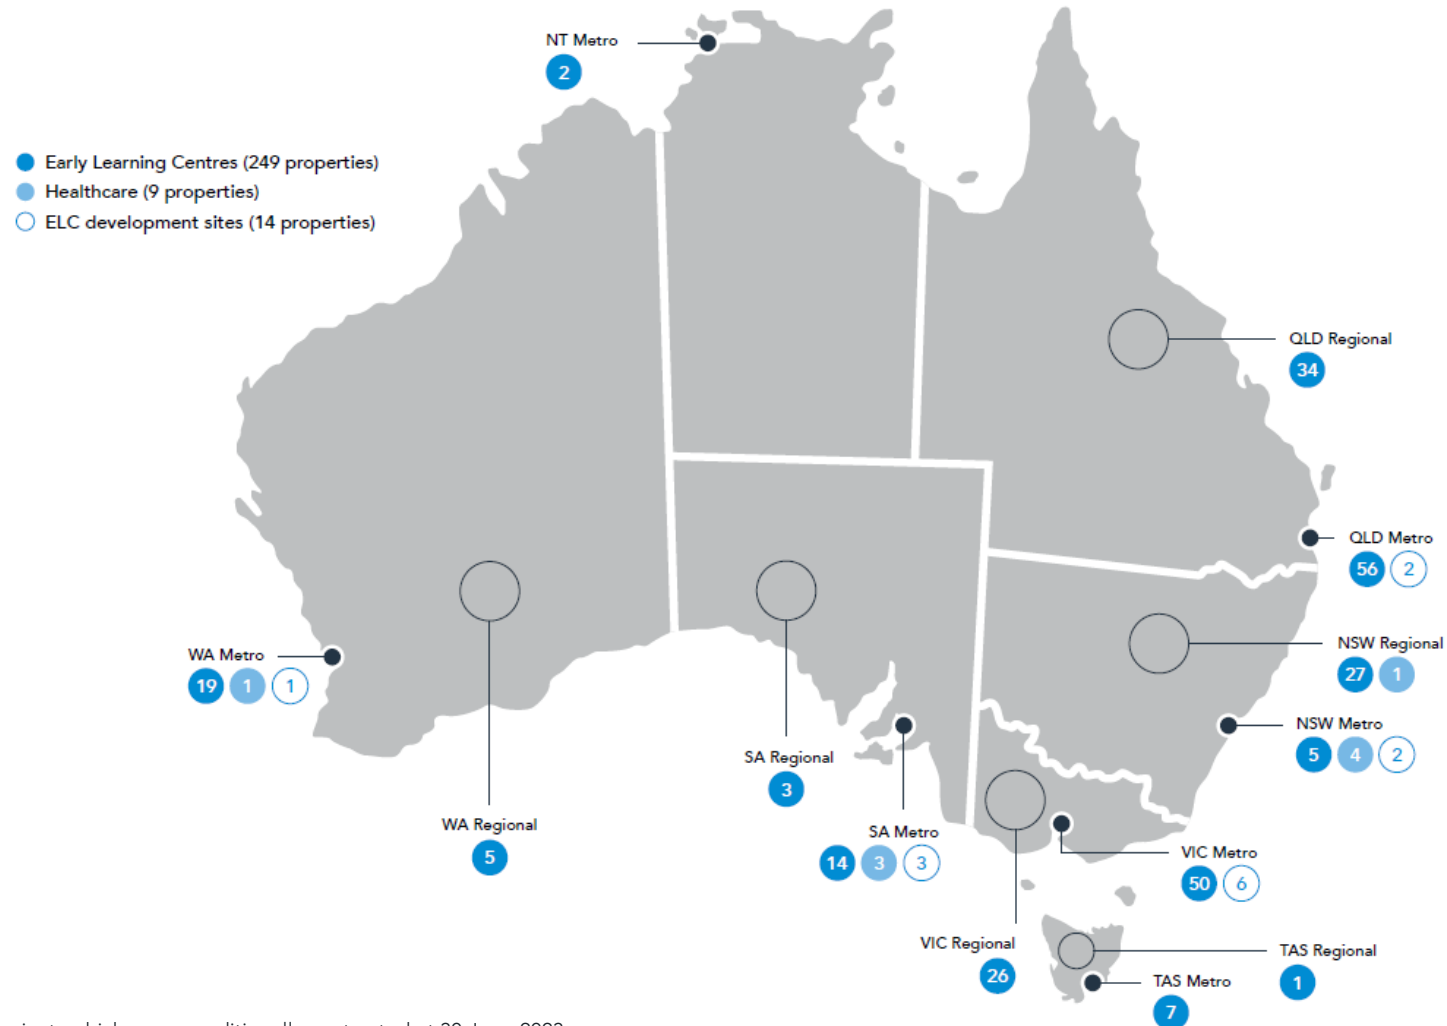 NT Metro
2
Early Learning Centres (249 properties)
Healthcare (9 properties)
ELC development sites (14 properties)
QLD Regional
34
QLD Metro
56 2
NSW Regional
27 1
WA Metro
19 1 1
NSW Metro
5 4 2
SA Regional
3
WA Regional
5
SA Metro
14 3 3
VIC Metro
50 6
VIC Regional
26
TAS Regional
1
TAS Metro
7